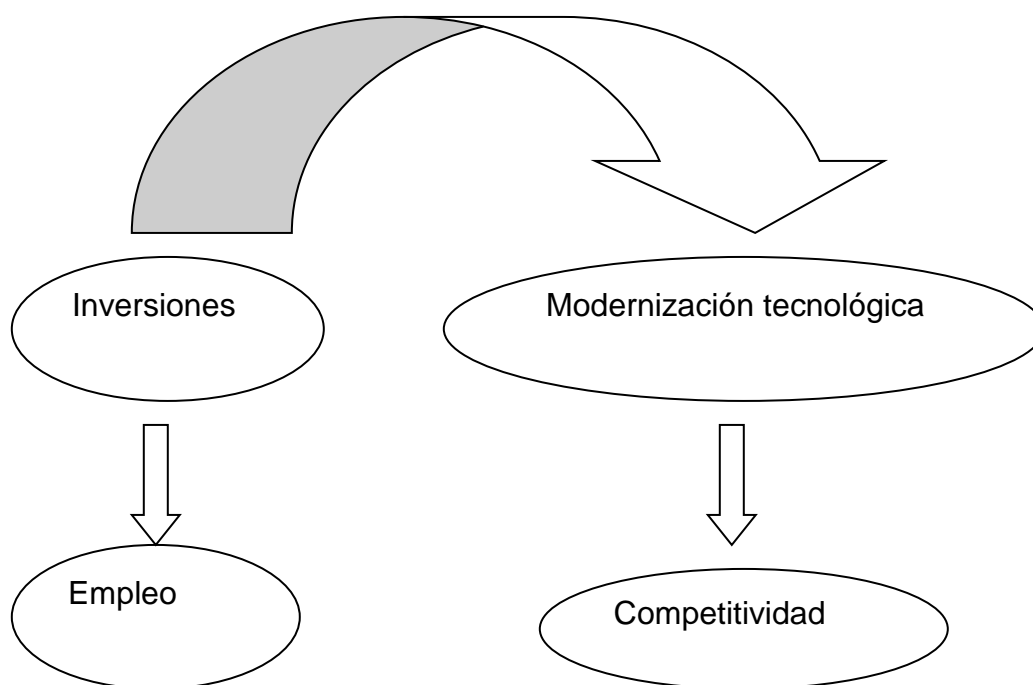 Inversiones
Modernización tecnológica
Empleo
Competitividad